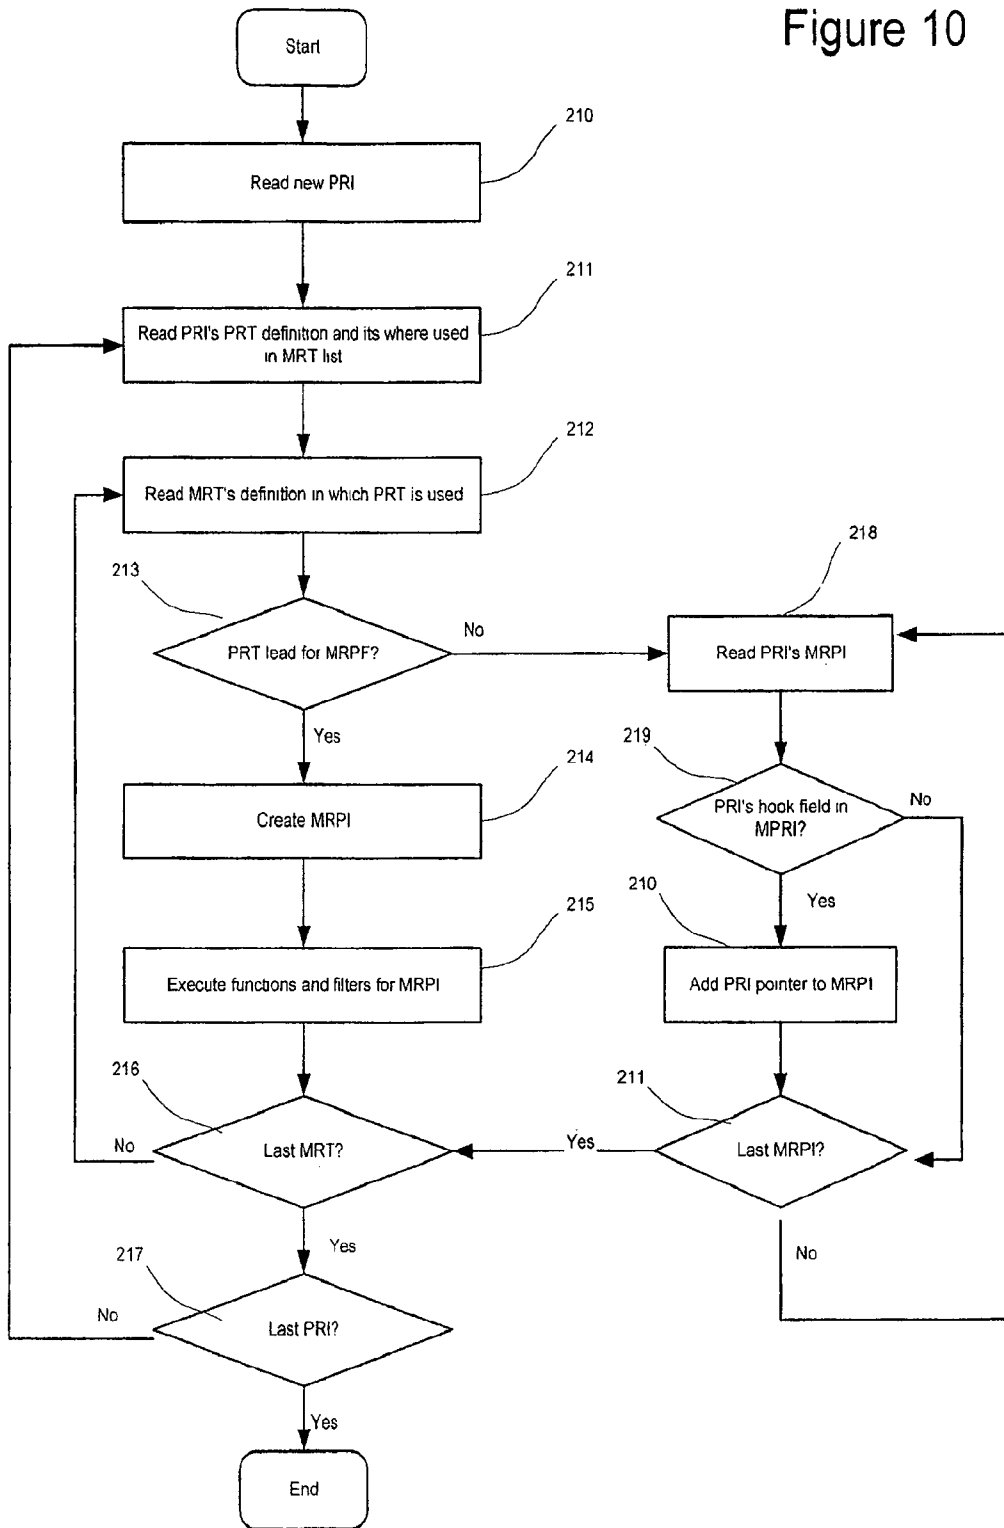 Figure 10
Start
210
Read new PRI
211
Read PRI's PRT definition and its where used
in MRT list
212
Read MRT's definition in which PRT is used
213
PRT lead for MRPF?
No
218
Read PRI's MRPI
Yes
219
PRI's hook field in
MPRI?
No
214
Create MRPI
210
Yes
215
Execute functions and filters for MRPI
Add PRI pointer to MRPI
216
Last MRT?
No
Yes
211
Last MRPI?
Yes
No
217
Last PRI?
No
Yes
End